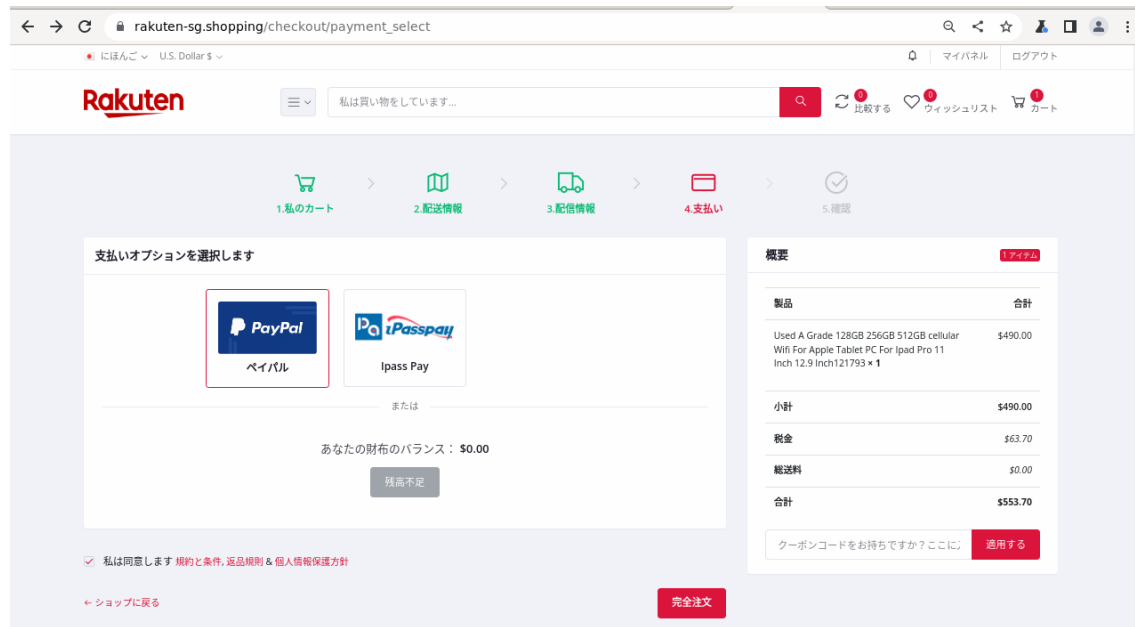 rakuten-sg.shopping/checkout/payment_select
にほんご U.S. Dollar $
マイパネル ログアウト
Rakuten
私は買い物をしています...
0 比較する
0 ウィッシュリスト
1 カート
1.私のカート 2.配送情報 3.配信情報 4.支払い 5.確認
支払いオプションを選択します
PayPal
ペイパル
iPasspay
Ipass Pay
または
あなたの財布のバランス： $0.00
残高不足
私は同意します 規約と条件, 返品規則 & 個人情報保護方針
← ショップに戻る
完全注文
概要 1 アイテム
製品 合計
Used A Grade 128GB 256GB 512GB cellular $490.00
Wifi For Apple Tablet PC For Ipad Pro 11
Inch 12.9 Inch121793 × 1
小計 $490.00
税金 $63.70
総送料 $0.00
合計 $553.70
クーポンコードをお持ちですか？ここに 適用する